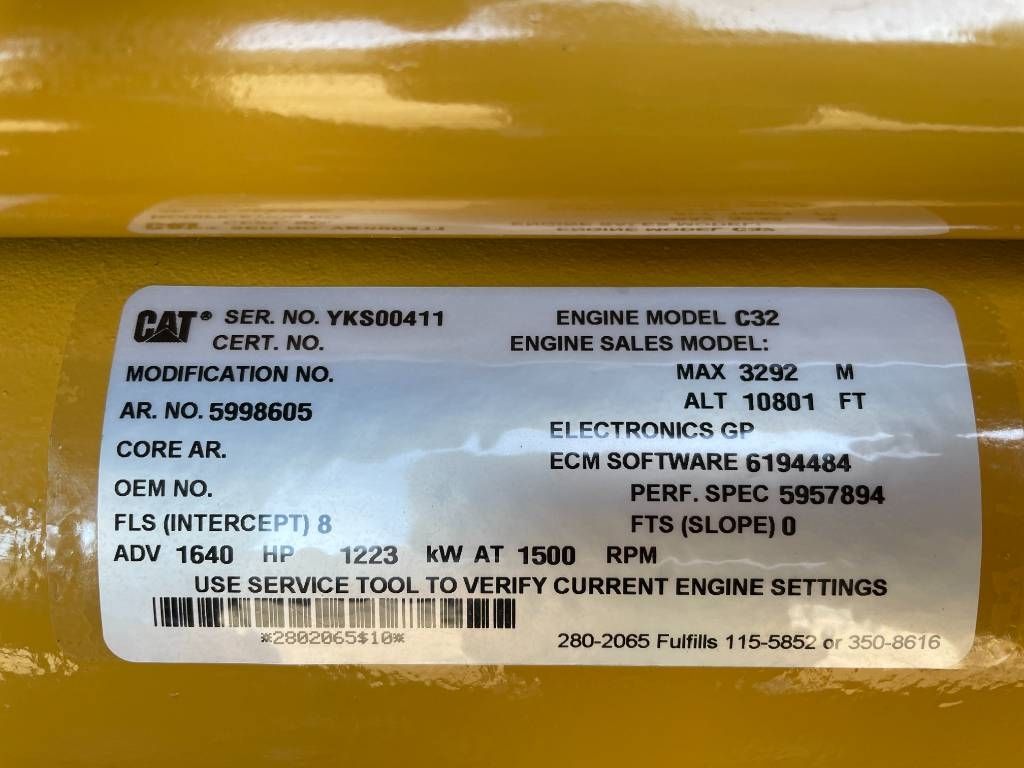 CAT® SER. NO. YKS00411 ENGINE MODEL C32
CERT. NO. ENGINE SALES MODEL:
MODIFICATION NO. MAX 3292 M
AR. NO. 5998605 ALT 10801 FT
ELECTRONICS GP
CORE AR. ECM SOFTWARE 6194484
OEM NO. PERF. SPEC 5957894
FLS (INTERCEPT) 8 FTS (SLOPE) 0
ADV 1640 HP 1223 kW AT 1500 RPM
USE SERVICE TOOL TO VERIFY CURRENT ENGINE SETTINGS
*2802065$10* 280-2065 Fulfills 115-5852 or 350-8616